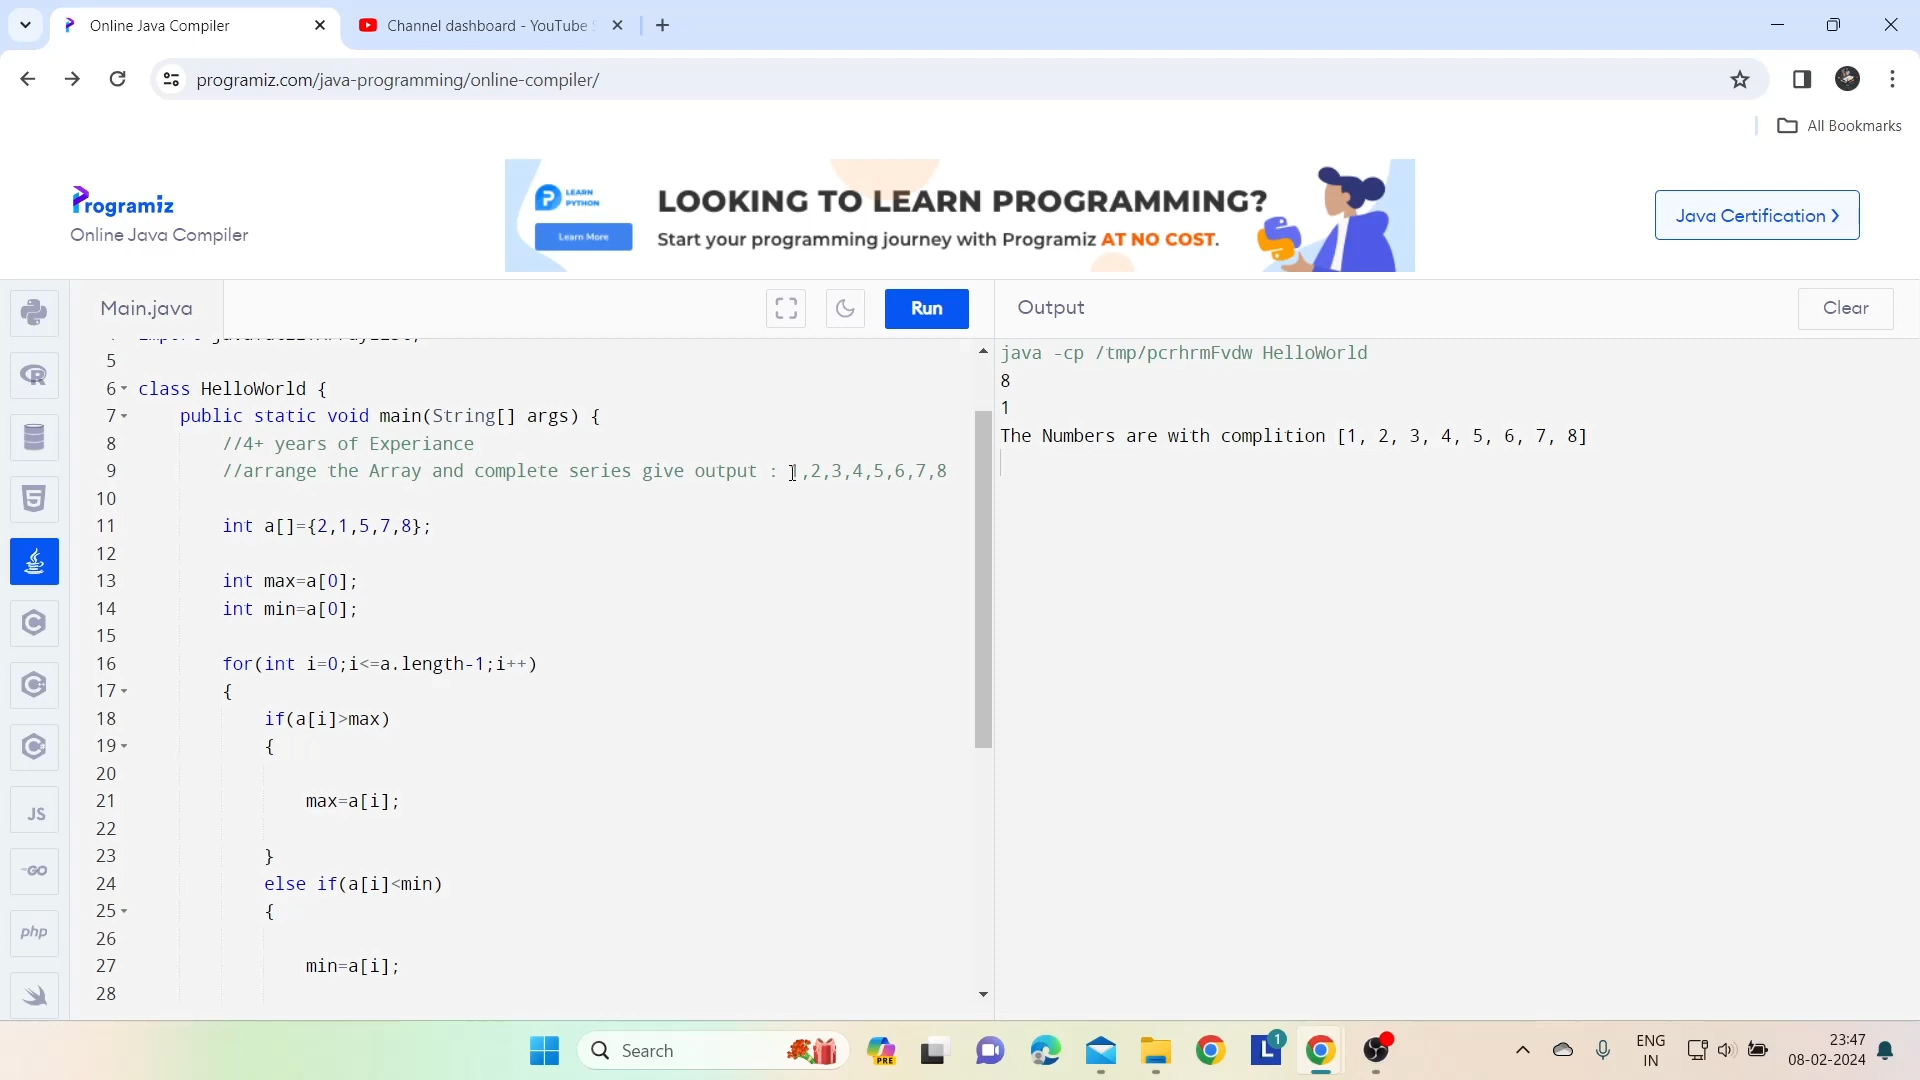 Online Java Compiler
Channel dashboard - YouTube S
programiz.com/java-programming/online-compiler/
All Bookmarks
Programiz
Online Java Compiler
LEARN
PYTHON
Learn More
LOOKING TO LEARN PROGRAMMING?
Start your programming journey with Programiz AT NO COST.
Java Certification ❯
Main.java
Run
Output
Clear
5
6 class HelloWorld {
7 public static void main(String[] args) {
8 //4+ years of Experiance
9 //arrange the Array and complete series give output : 1,2,3,4,5,6,7,8
10
11 int a[]={2,1,5,7,8};
12
13 int max=a[0];
14 int min=a[0];
15
16 for(int i=0;i<=a.length-1;i++)
17 {
18 if(a[i]>max)
19 {
20
21 max=a[i];
22
23 }
24 else if(a[i]<min)
25 {
26
27 min=a[i];
28
java -cp /tmp/pcrhrmFvdw HelloWorld
8
1
The Numbers are with complition [1, 2, 3, 4, 5, 6, 7, 8]
JS
GO
php
Search
PRE
L
1
ENG
IN
23:47
08-02-2024